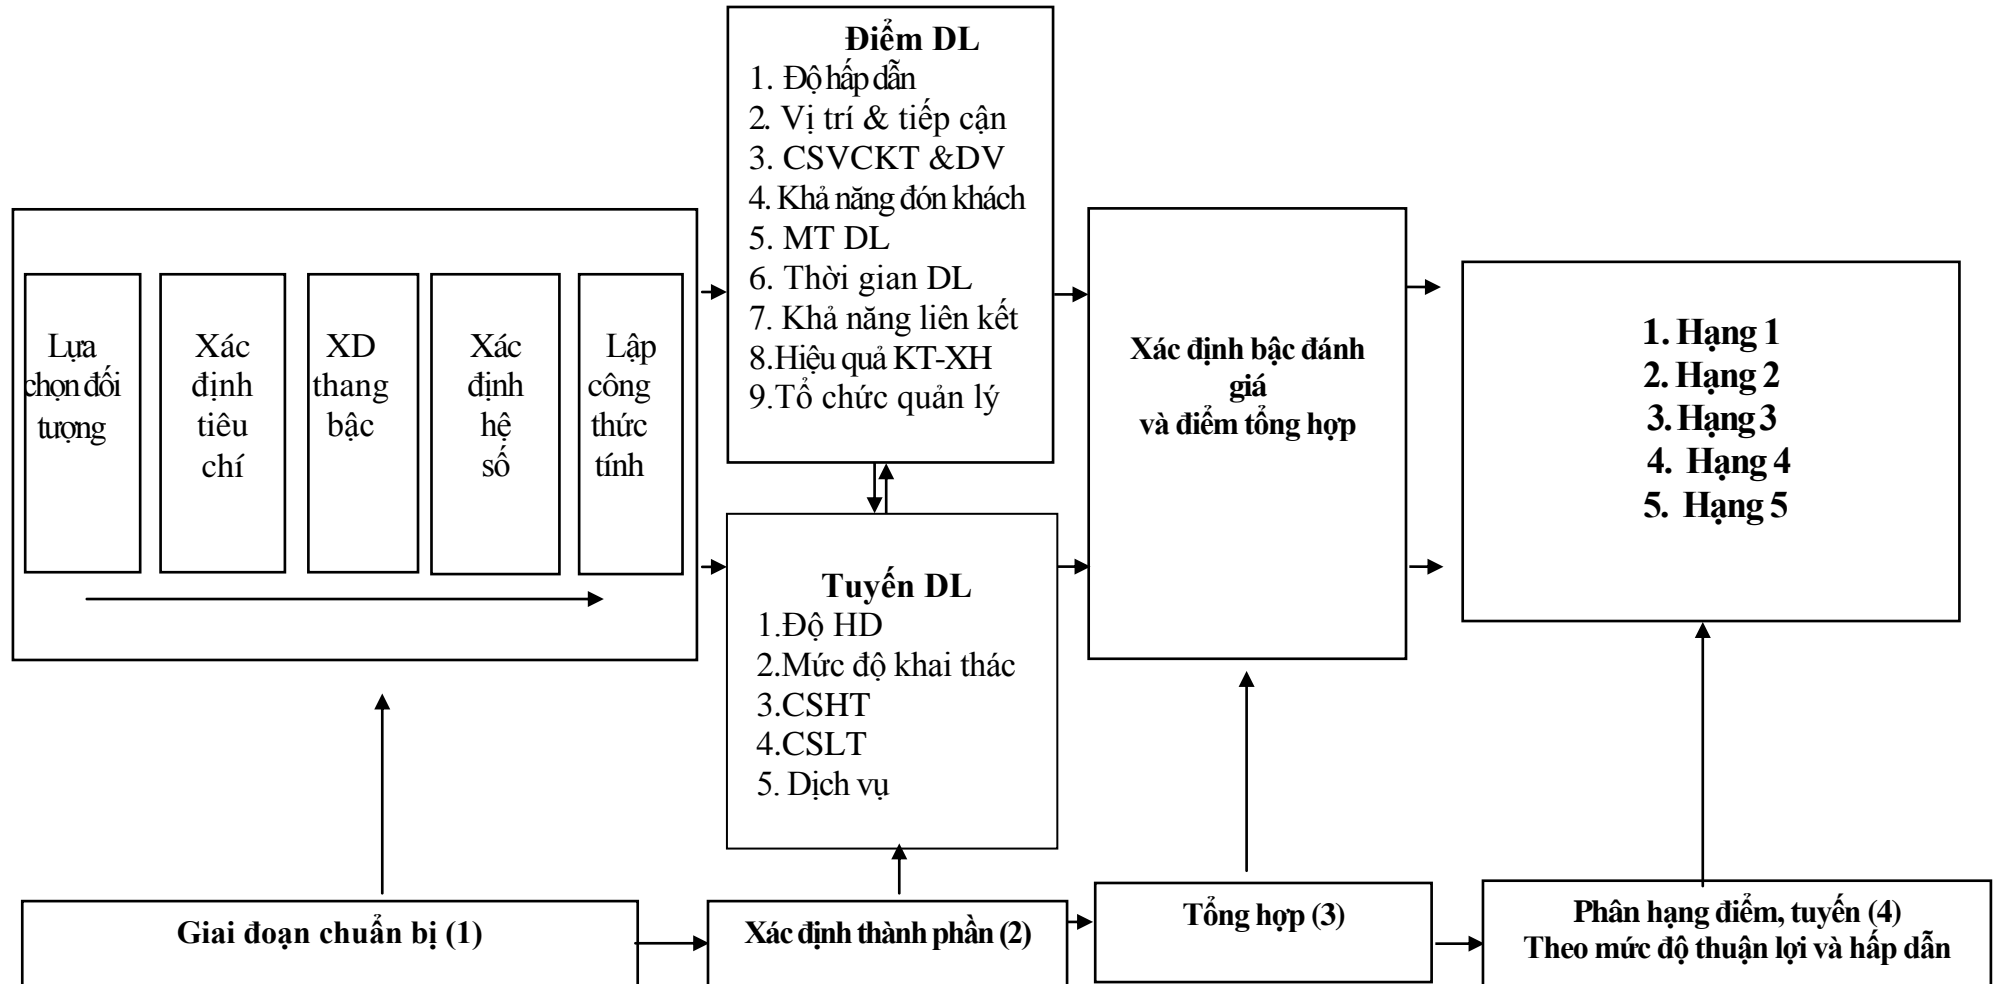 Điểm DL
1. Độ hấp dẫn
2. Vị trí & tiếp cận
3. CSVCKT &DV
4. Khả năng đón khách
5. MT DL
6. Thời gian DL
7. Khả năng liên kết
8.Hiệu quả KT-XH
9.Tổ chức quản lý
Lựa
chọn đối
tượng
Xác
định
tiêu
chí
XD
thang
bậc
Xác
định
hệ
số
Lập
công
thức
tính
Tuyến DL
1.Độ HD
2.Mức độ khai thác
3.CSHT
4.CSLT
5. Dịch vụ
Xác định bậc đánh
giá
và điểm tổng hợp
1. Hạng 1
2. Hạng 2
3. Hạng 3
4. Hạng 4
5. Hạng 5
Giai đoạn chuẩn bị (1)
Xác định thành phần (2)
Tổng hợp (3)
Phân hạng điểm, tuyến (4)
Theo mức độ thuận lợi và hấp dẫn